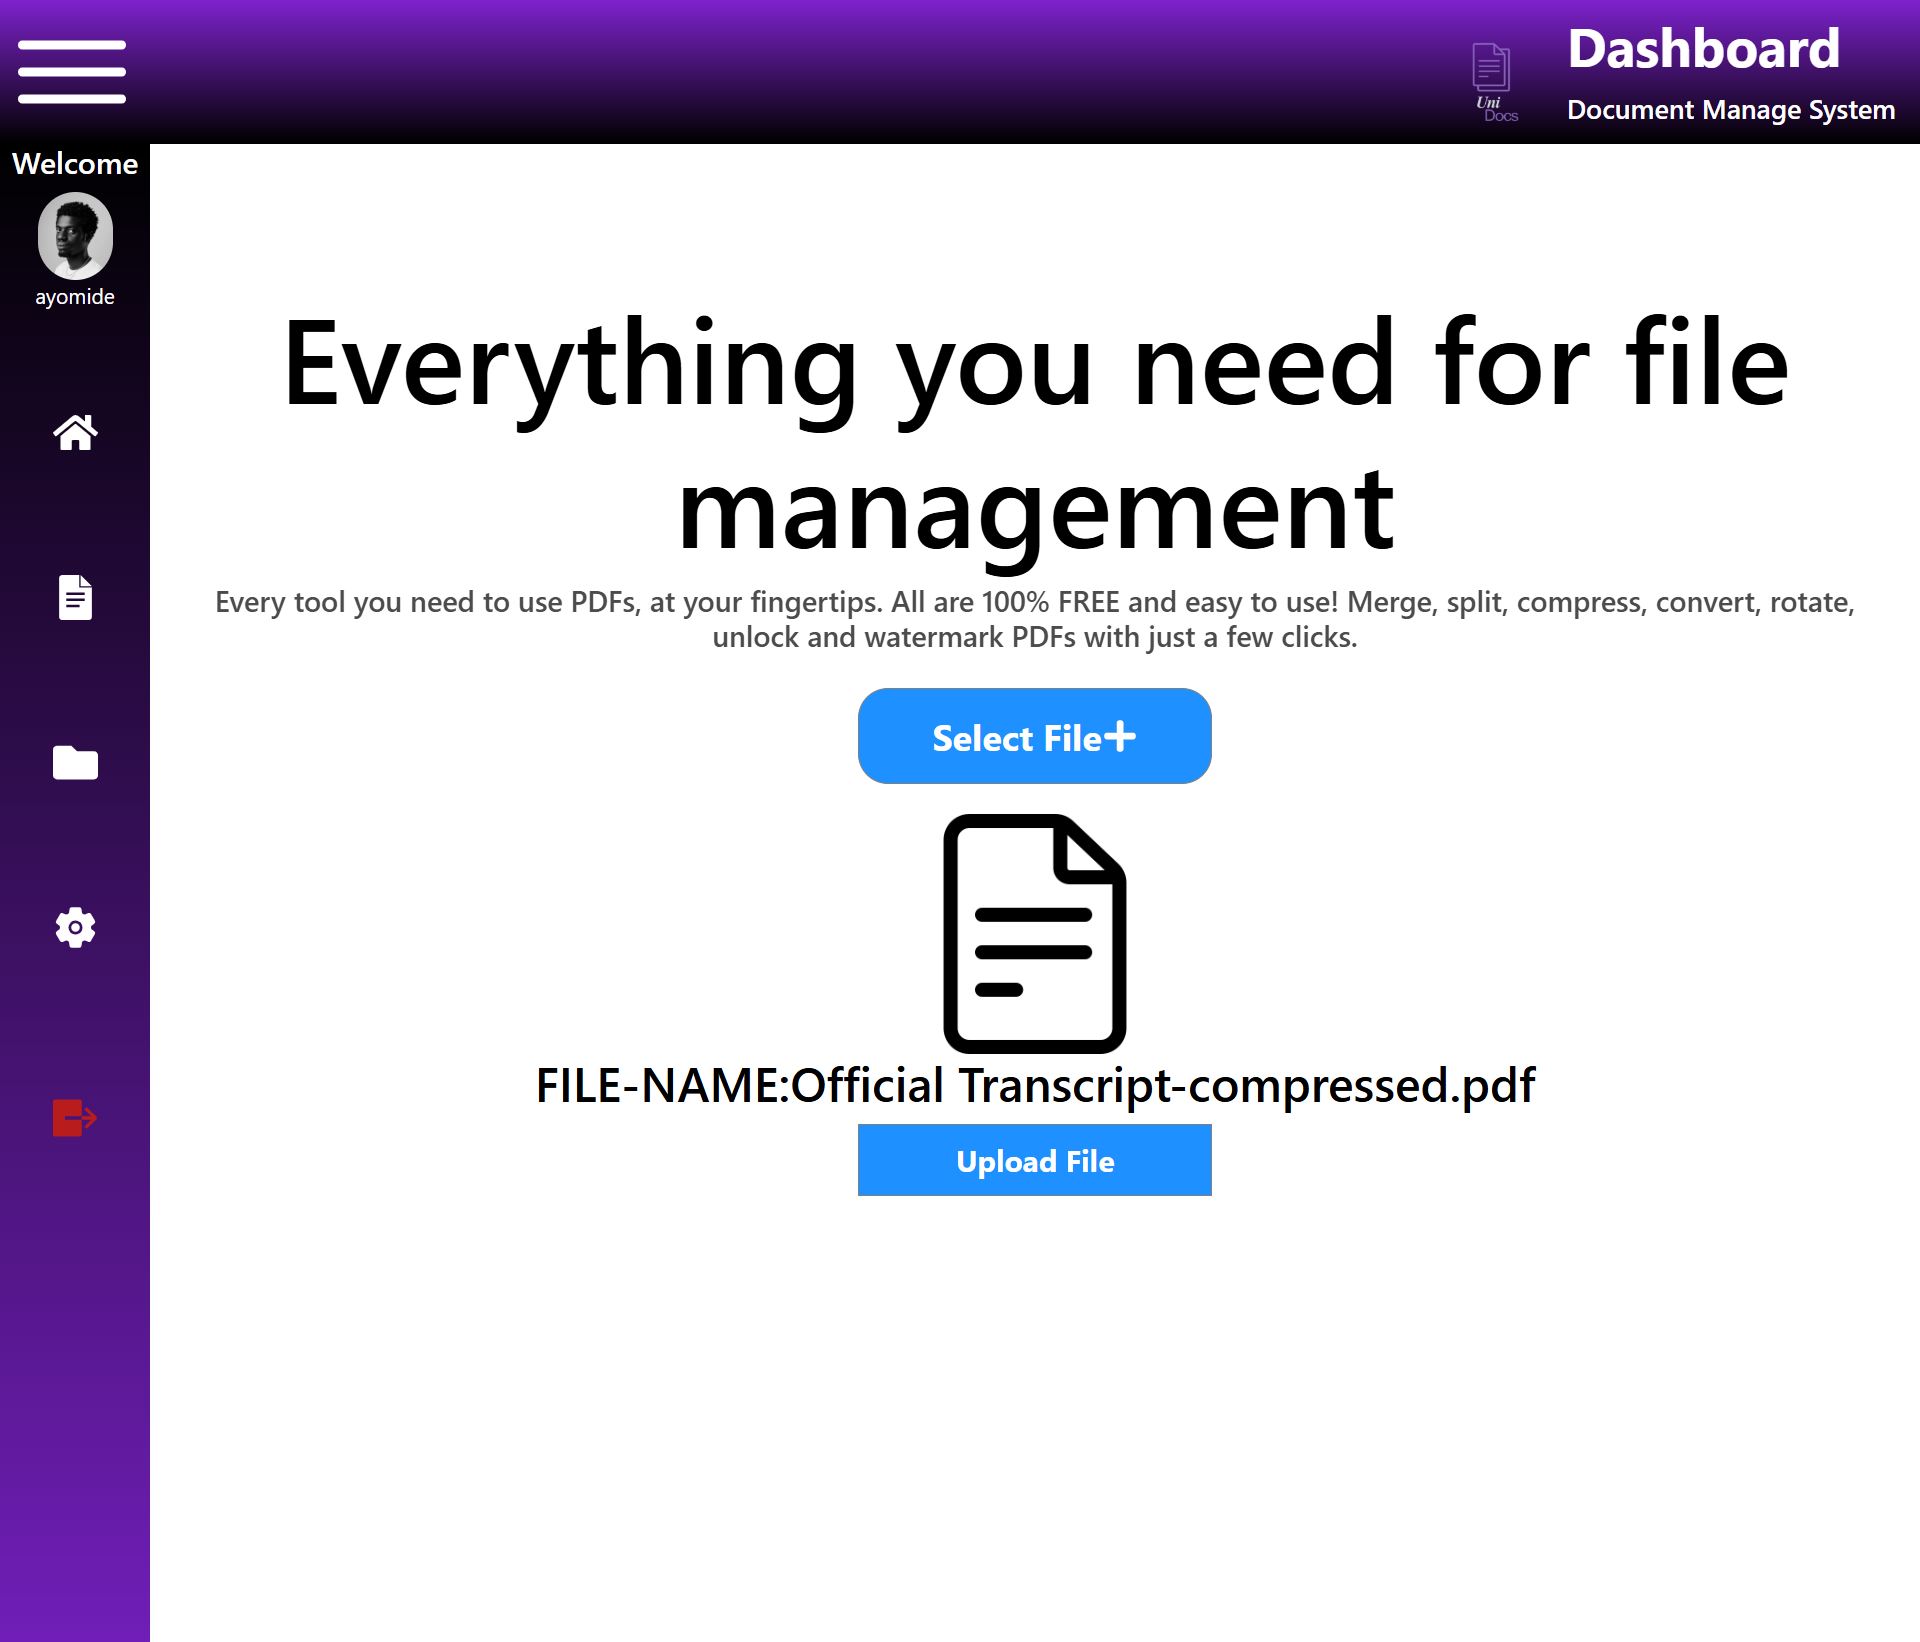 Uni
Docs
Dashboard
Document Manage System
Welcome
ayomide
Everything you need for file
management
Every tool you need to use PDFs, at your fingertips. All are 100% FREE and easy to use! Merge, split, compress, convert, rotate,
unlock and watermark PDFs with just a few clicks.
Select File+
FILE-NAME:Official Transcript-compressed.pdf
Upload File